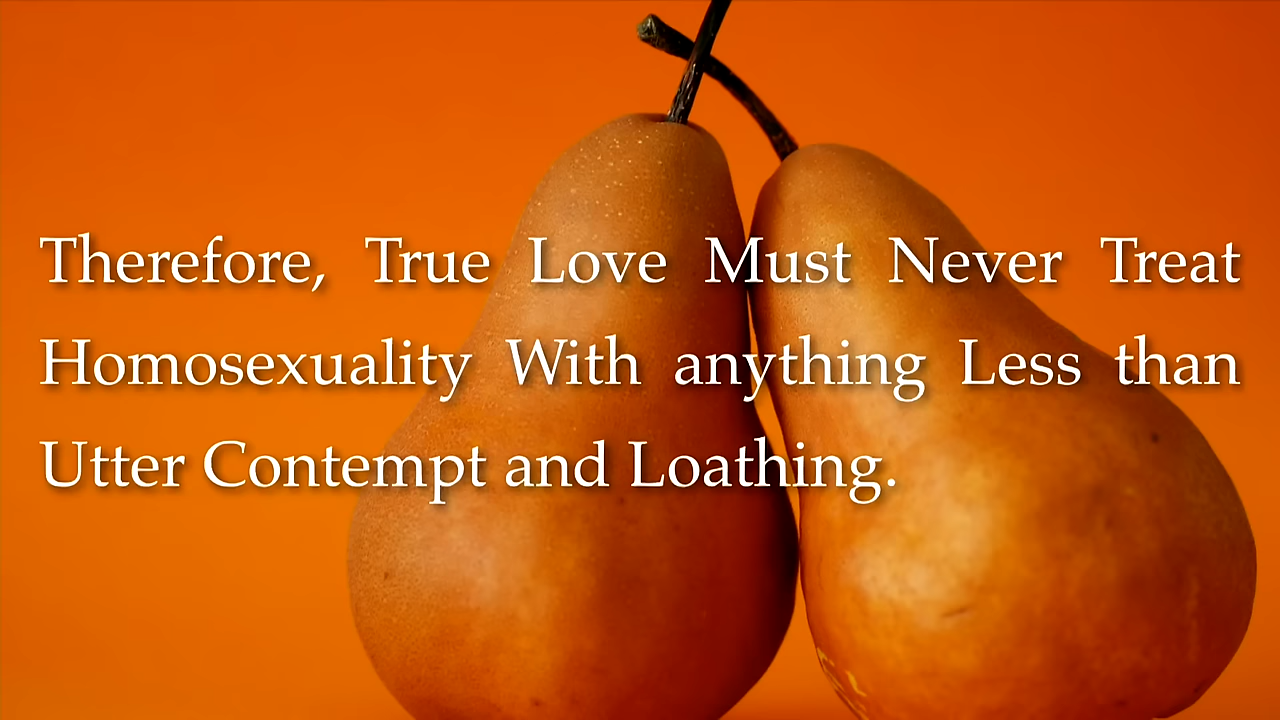 Therefore, True Love Must Never Treat
Homosexuality With anything Less than
Utter Contempt and Loathing.